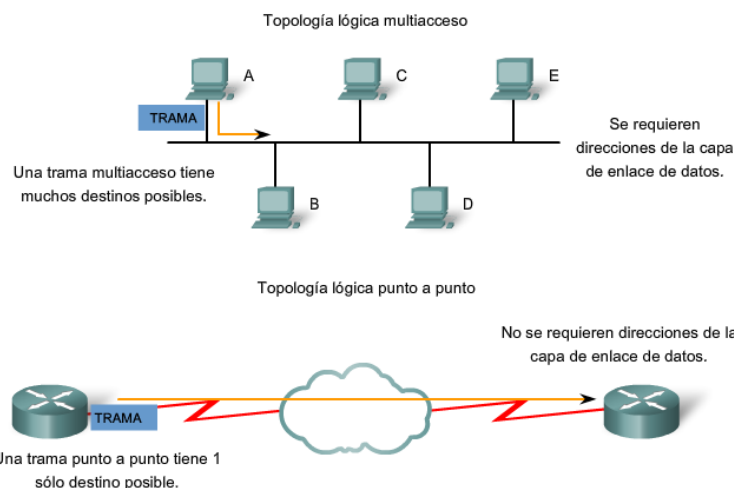 Topología lógica multiacceso
A
C
E
TRAMA
Se requieren
direcciones de la capa
de enlace de datos.
Una trama multiacceso tiene
muchos destinos posibles.
B
D
Topología lógica punto a punto
No se requieren direcciones de la
capa de enlace de datos.
TRAMA
Una trama punto a punto tiene 1
sólo destino posible.